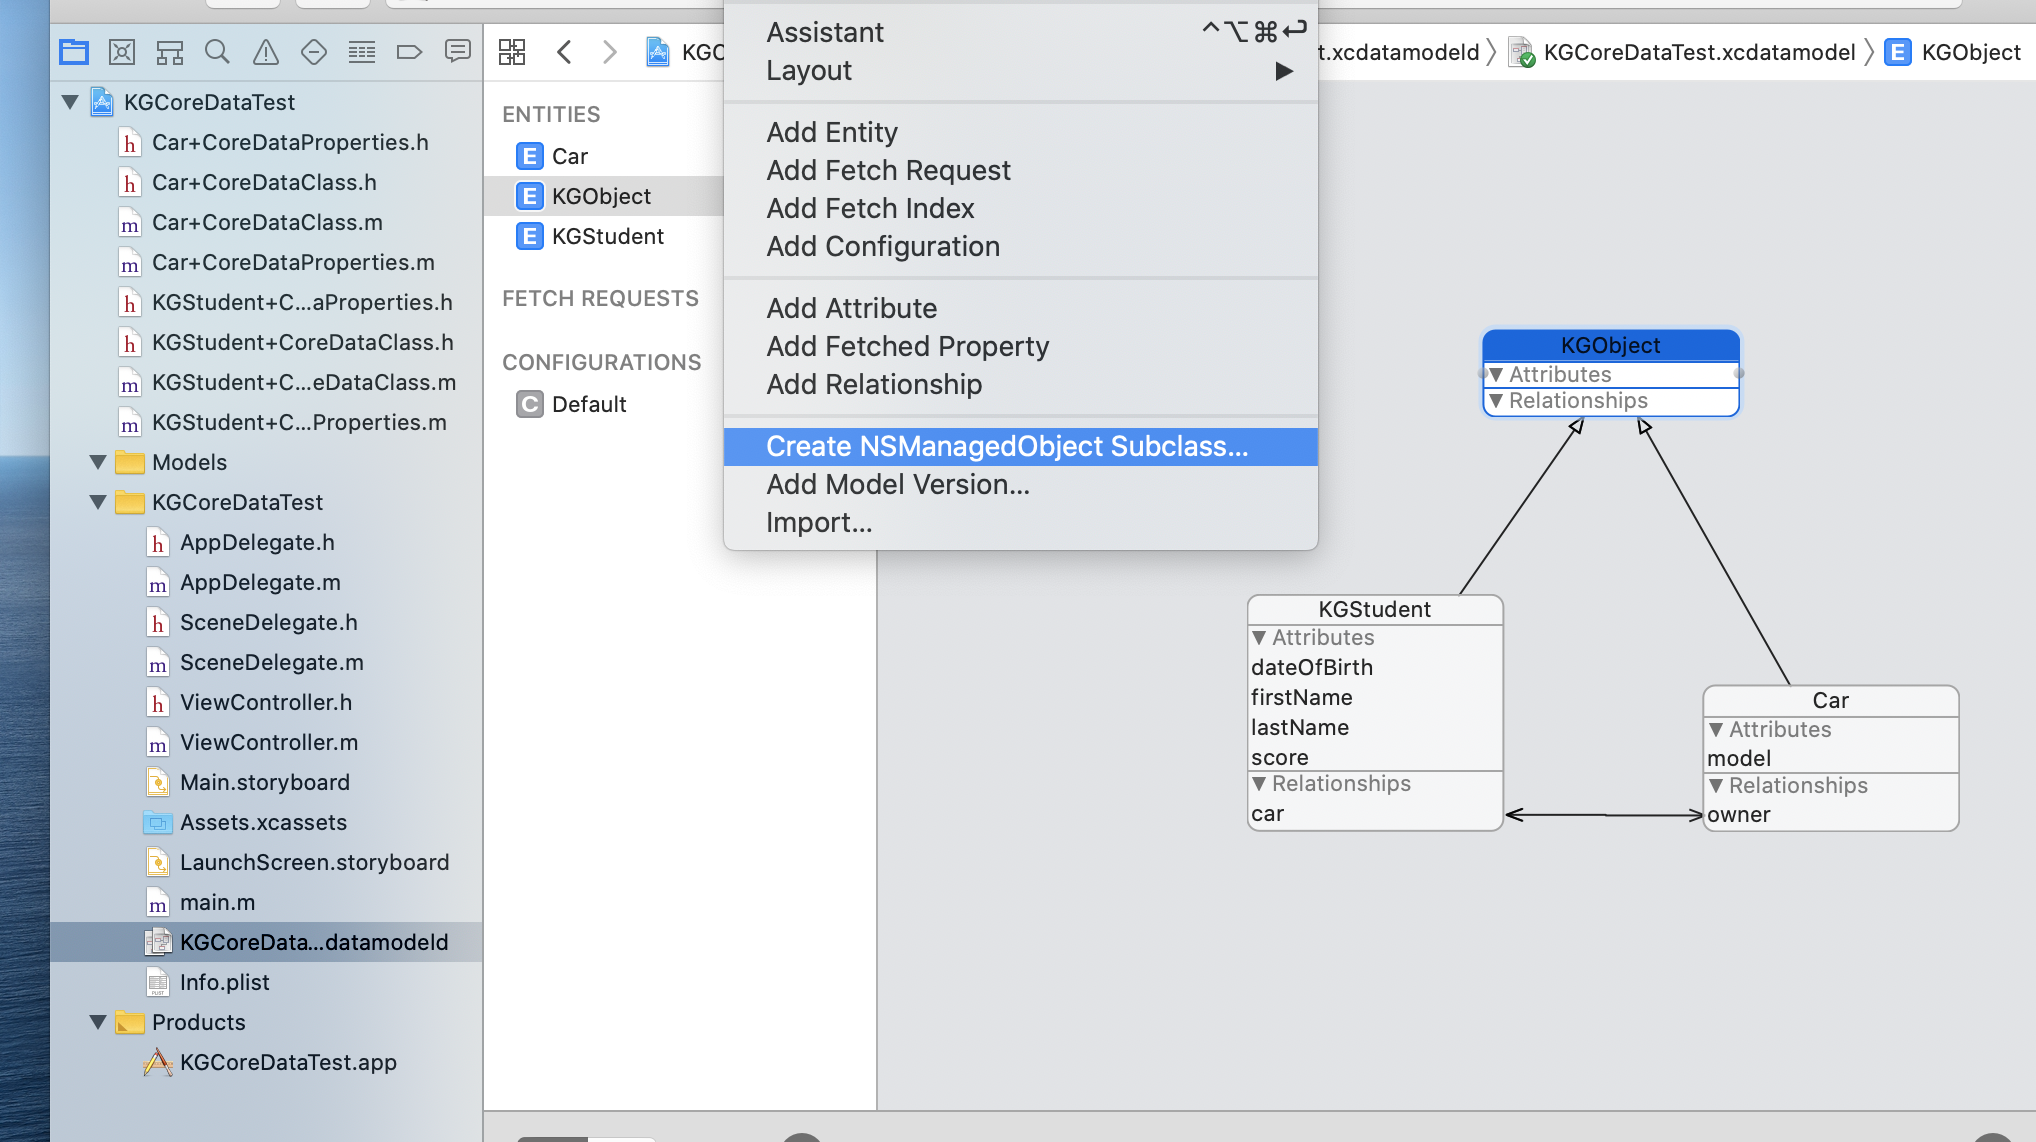 KGC
t.xcdatamodeld
KGCoreDataTest.xcdatamodel
E KGObject
KGCoreDataTest
h Car+CoreDataProperties.h
h Car+CoreDataClass.h
m Car+CoreDataClass.m
m Car+CoreDataProperties.m
h KGStudent+C...aProperties.h
h KGStudent+CoreDataClass.h
m KGStudent+C...eDataClass.m
m KGStudent+C...Properties.m
Models
KGCoreDataTest
h AppDelegate.h
m AppDelegate.m
h SceneDelegate.h
m SceneDelegate.m
h ViewController.h
m ViewController.m
Main.storyboard
Assets.xcassets
LaunchScreen.storyboard
m main.m
KGCoreData...datamodeld
Info.plist
Products
KGCoreDataTest.app
ENTITIES
E Car
E KGObject
E KGStudent
FETCH REQUESTS
CONFIGURATIONS
C Default
Assistant ^⌥⌘↩
Layout
Add Entity
Add Fetch Request
Add Fetch Index
Add Configuration
Add Attribute
Add Fetched Property
Add Relationship
Create NSManagedObject Subclass...
Add Model Version...
Import...
KGObject
Attributes
Relationships
KGStudent
Attributes
dateOfBirth
firstName
lastName
score
Relationships
car
Car
Attributes
model
Relationships
owner